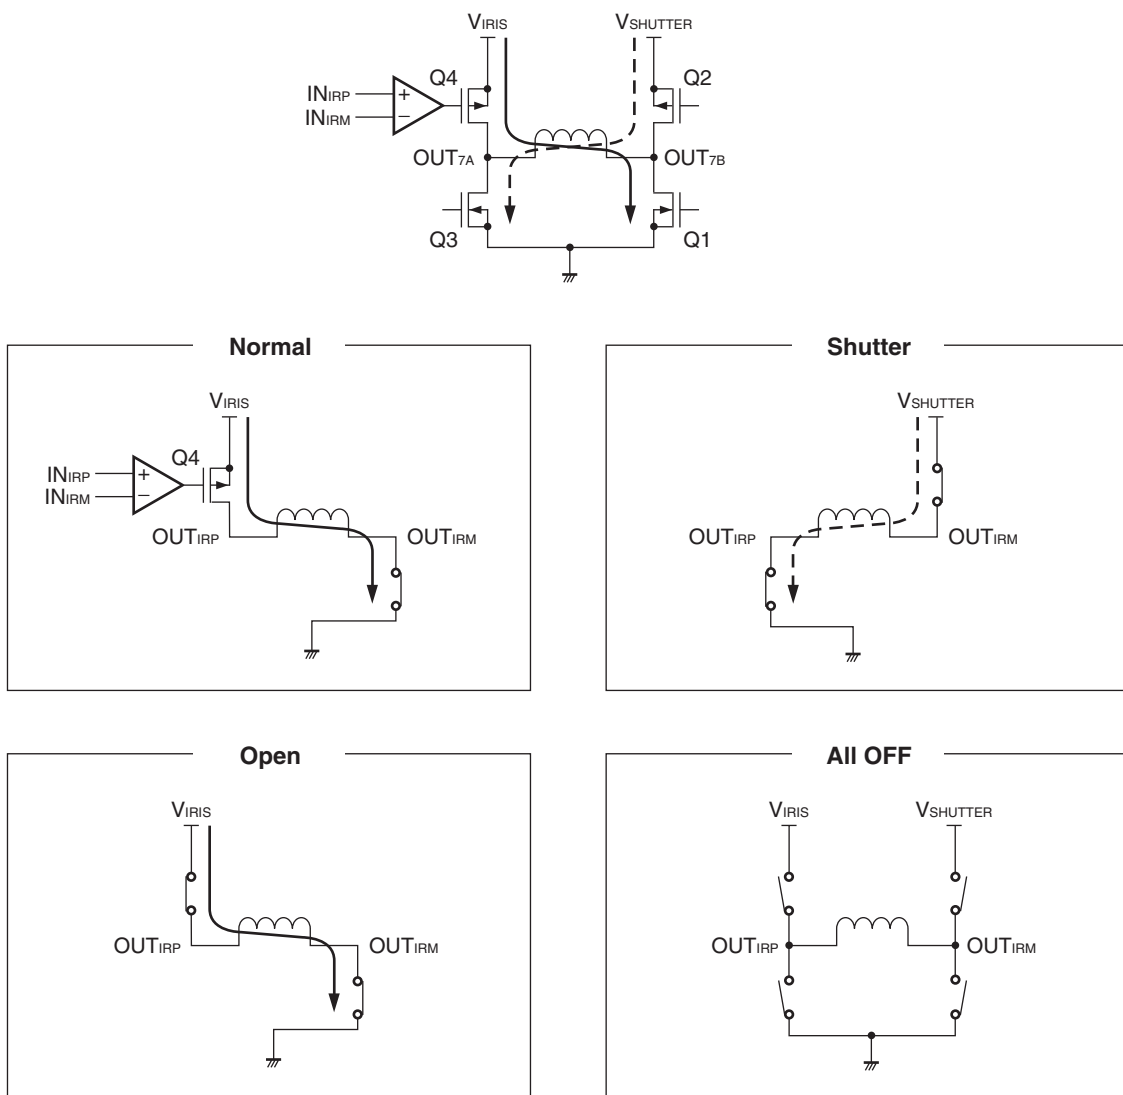 VIRIS
VSHUTTER
Q4
Q2
INIRP
+
INIRM
−
OUT7A
OUT7B
Q3
Q1
Normal
VIRIS
Q4
INIRP
+
INIRM
−
OUTIRP
OUTIRM
Shutter
VSHUTTER
OUTIRP
OUTIRM
Open
VIRIS
OUTIRP
OUTIRM
All OFF
VIRIS
VSHUTTER
OUTIRP
OUTIRM